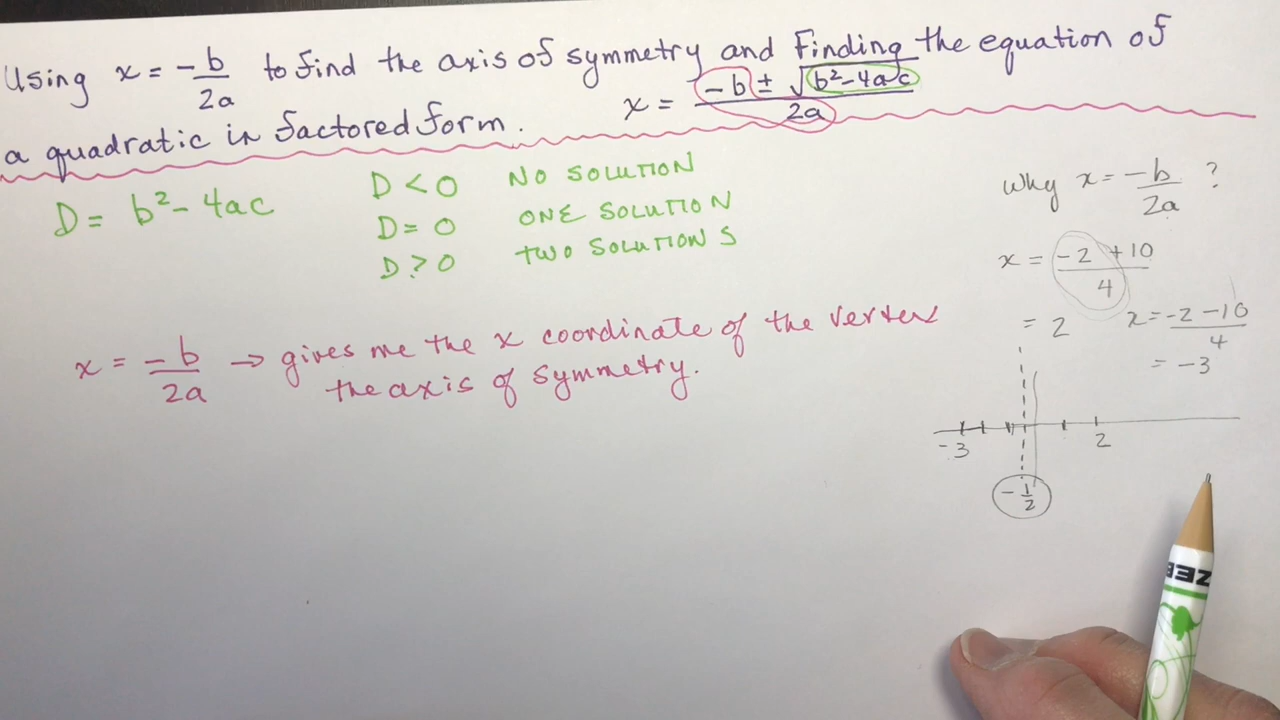 Using x = -b/2a to find the axis of symmetry and Finding the equation of
a quadratic in factored form. x = (-b ± √(b²-4ac))/2a
D = b²-4ac
D < 0 NO SOLUTION
D = 0 ONE SOLUTION
D > 0 TWO SOLUTIONS
x = -b/2a → gives me the x coordinate of the vertex
the axis of symmetry.
Why x = -b/2a ?
x = (-2 + 10)/4
= 2
x = (-2 - 10)/4
= -3
-3 2
-1/2
ZEB